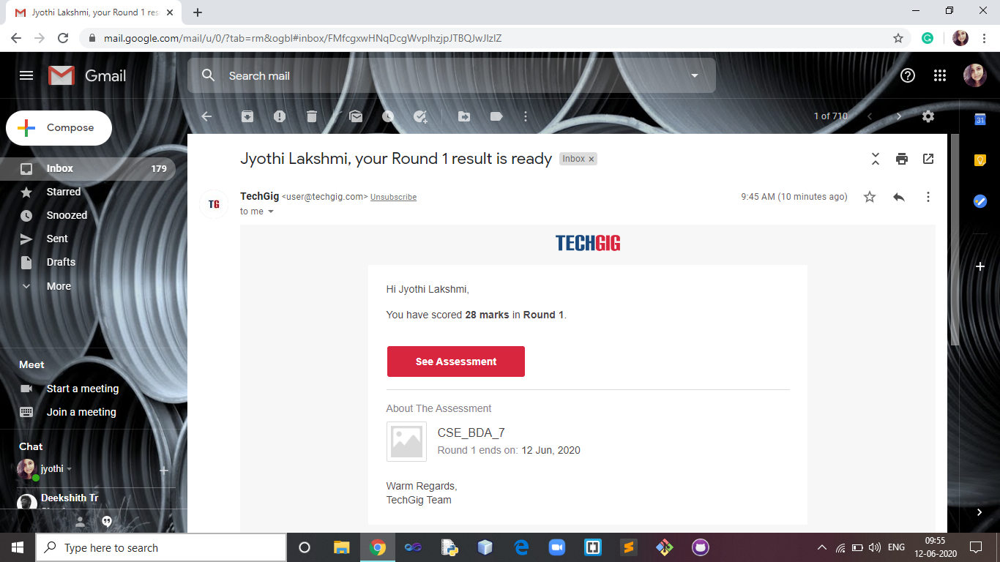 Jyothi Lakshmi, your Round 1 res
mail.google.com/mail/u/0/?tab=rm&ogbl#inbox/FMfcgxwHNqDcgWvplhzjpJTBQJwJlzlZ
Gmail
Search mail
Compose
1 of 710
31
Inbox 179
Starred
Snoozed
Sent
Drafts
More
Meet
Start a meeting
Join a meeting
Chat
jyothi
Deekshith Tr
Jyothi Lakshmi, your Round 1 result is ready Inbox x
TG
TechGig <user@techgig.com> Unsubscribe 9:45 AM (10 minutes ago)
to me
TECHGIG
Hi Jyothi Lakshmi,
You have scored 28 marks in Round 1.
See Assessment
About The Assessment
CSE_BDA_7
Round 1 ends on: 12 Jun, 2020
Warm Regards,
TechGig Team
Type here to search
ENG
09:55
12-06-2020